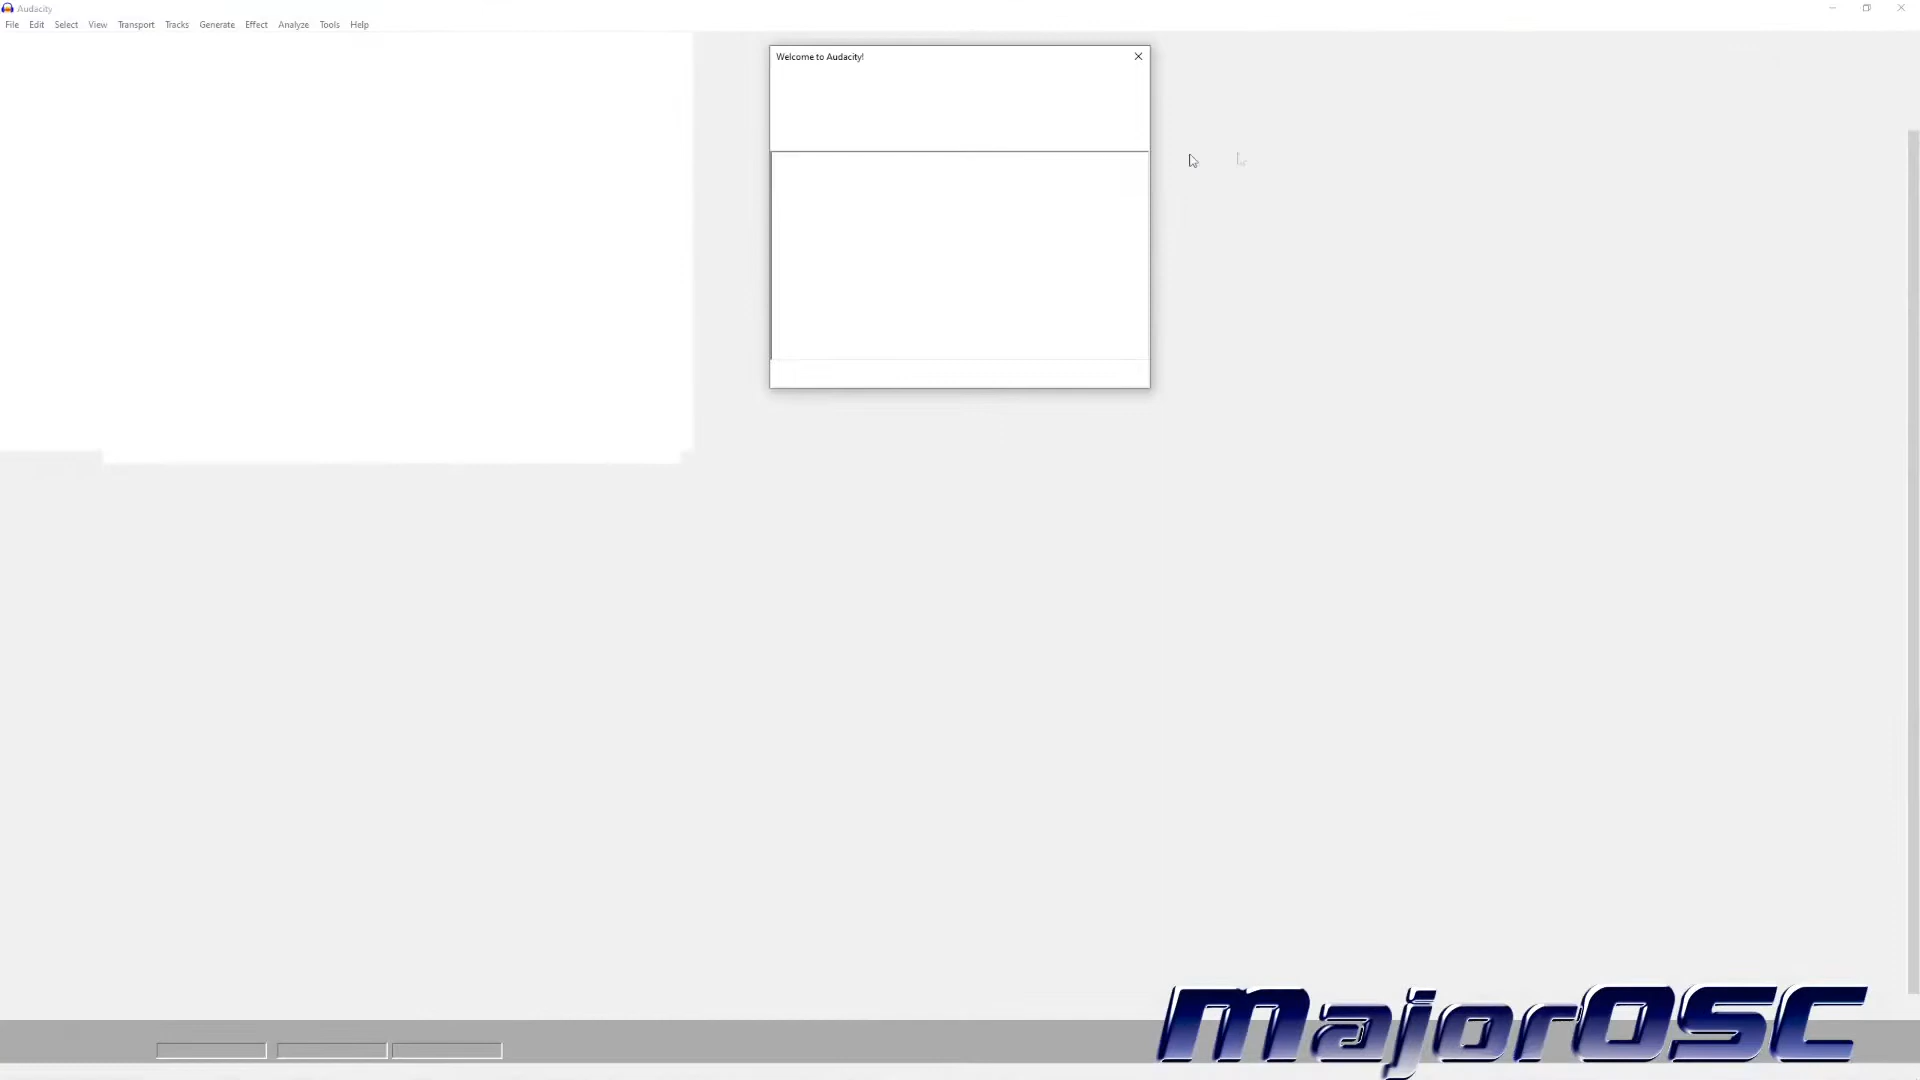 Audacity
File Edit Select View Transport Tracks Generate Effect Analyze Tools Help
Welcome to Audacity!
MajorOSC